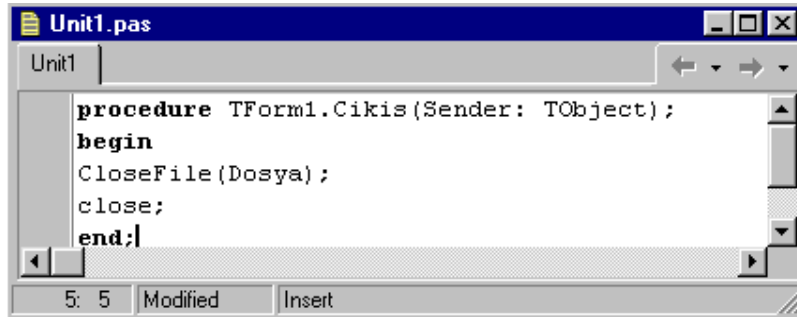 Unit1.pas
Unit1
procedure TForm1.Cikis(Sender: TObject);
begin
CloseFile(Dosya);
close;
end;
5: 5 Modified Insert